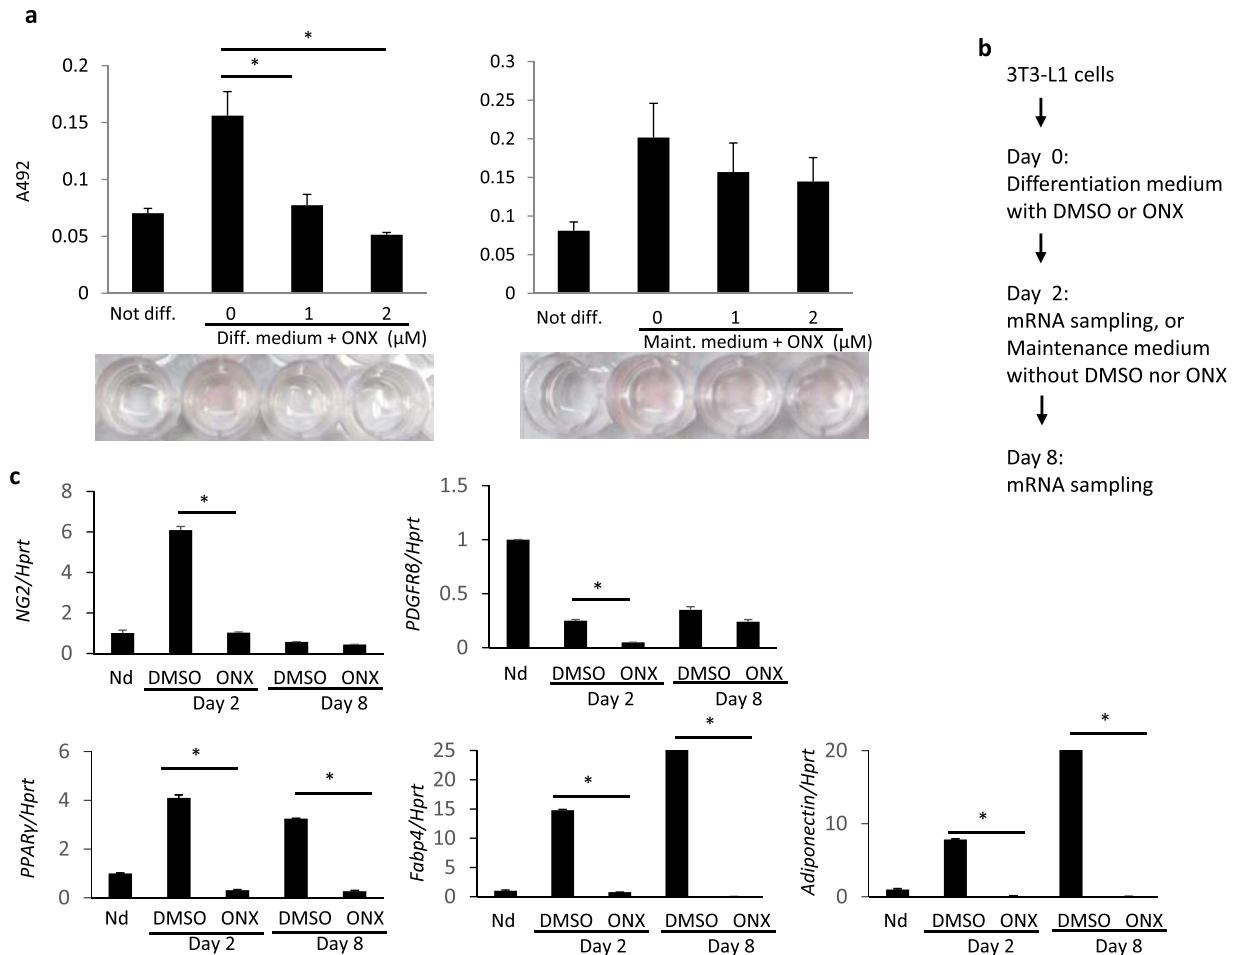 a
*
*
0.2
0.15
0.1
0.05
0
A492
Not diff.
0
1
2
Diff. medium + ONX (μM)
0.3
0.25
0.2
0.15
0.1
0.05
0
Not diff.
0
1
2
Maint. medium + ONX (μM)
b
3T3-L1 cells
Day 0:
Differentiation medium
with DMSO or ONX
Day 2:
mRNA sampling, or
Maintenance medium
without DMSO nor ONX
Day 8:
mRNA sampling
c
8
6
4
2
0
NG2/Hprt
*
Nd
DMSO
ONX
DMSO
ONX
Day 2
Day 8
1.5
1
0.5
0
PDGFRβ/Hprt
*
Nd
DMSO
ONX
DMSO
ONX
Day 2
Day 8
6
4
2
0
PPARγ/Hprt
*
*
Nd
DMSO
ONX
DMSO
ONX
Day 2
Day 8
25
20
15
10
5
0
Fabp4/Hprt
*
*
Nd
DMSO
ONX
DMSO
ONX
Day 2
Day 8
20
10
0
Adiponectin/Hprt
*
*
Nd
DMSO
ONX
DMSO
ONX
Day 2
Day 8